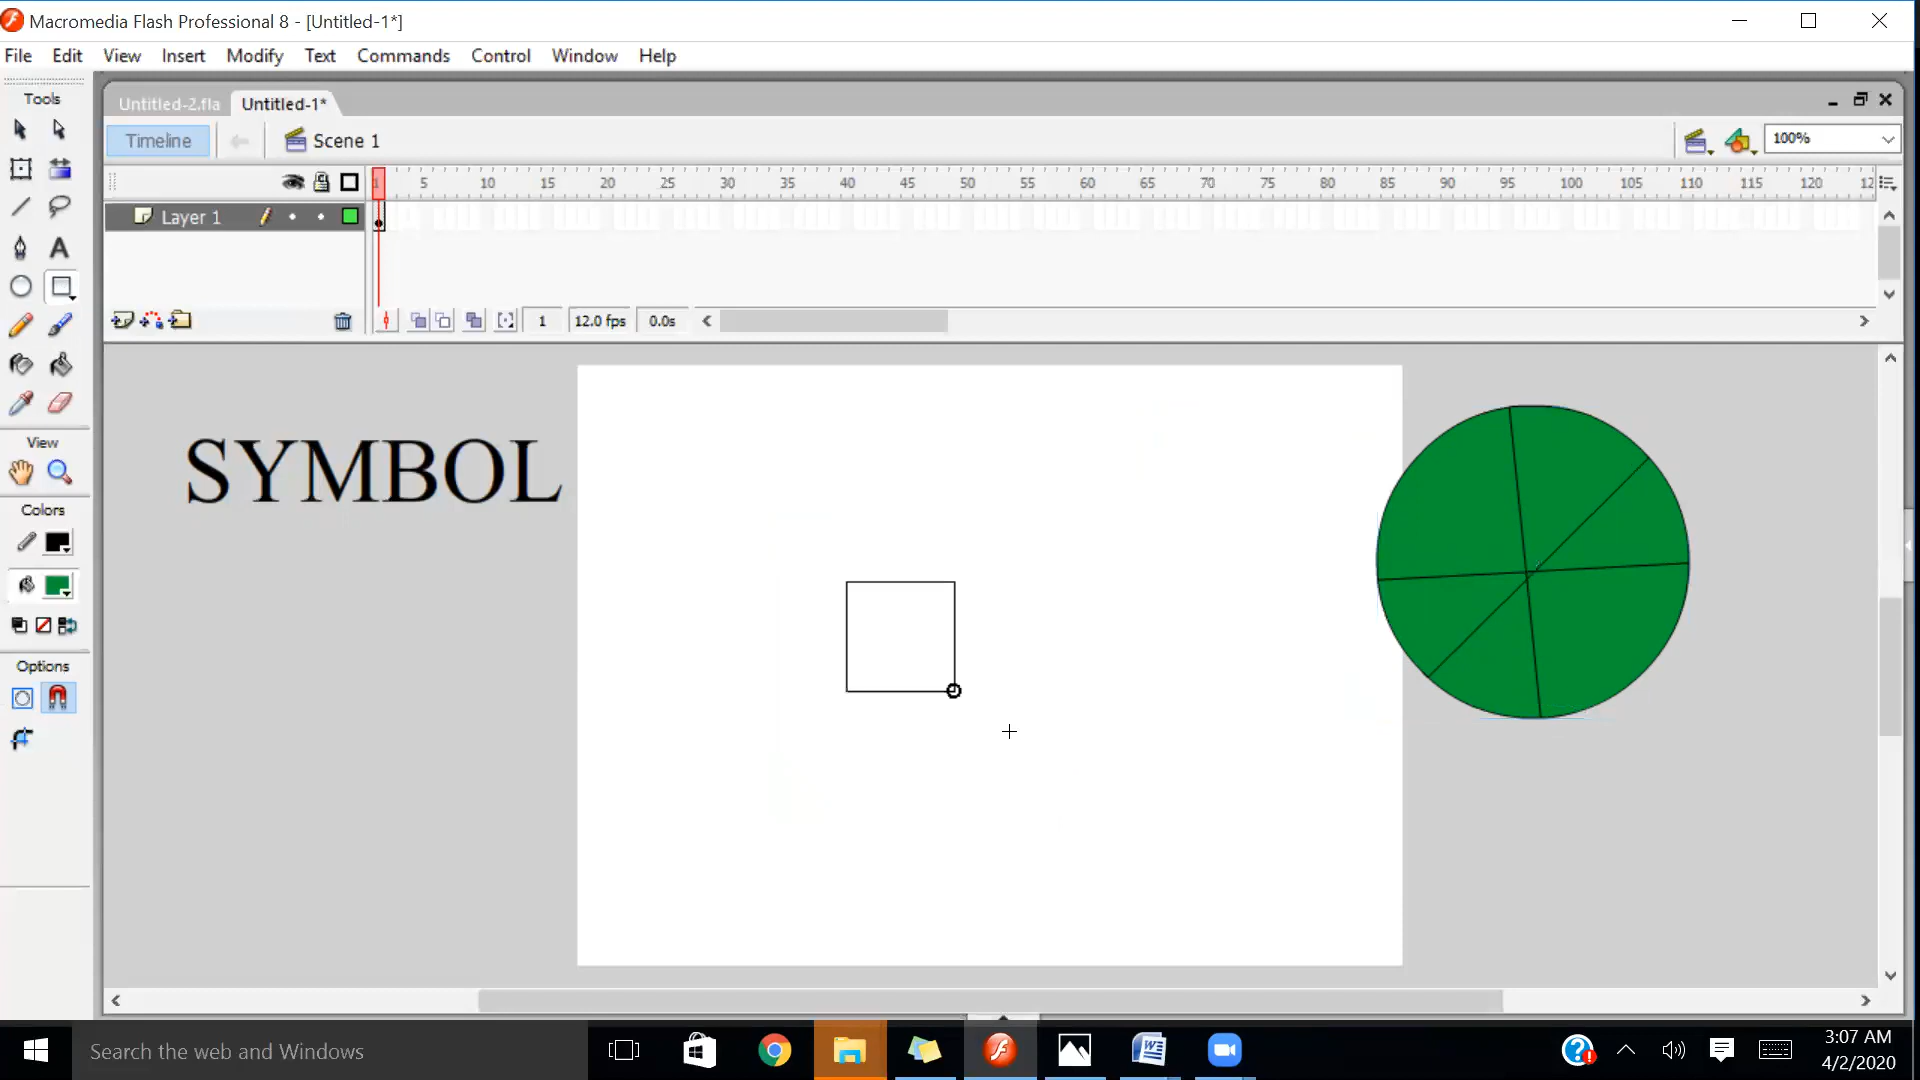 Macromedia Flash Professional 8 - [Untitled-1*]
File Edit View Insert Modify Text Commands Control Window Help
Tools
Untitled-2.fla Untitled-1*
Timeline Scene 1 100%
1 5 10 15 20 25 30 35 40 45 50 55 60 65 70 75 80 85 90 95 100 105 110 115 120 12
Layer 1
A
1 12.0 fps 0.0s
View
SYMBOL
Colors
Options
Search the web and Windows
3:07 AM
4/2/2020